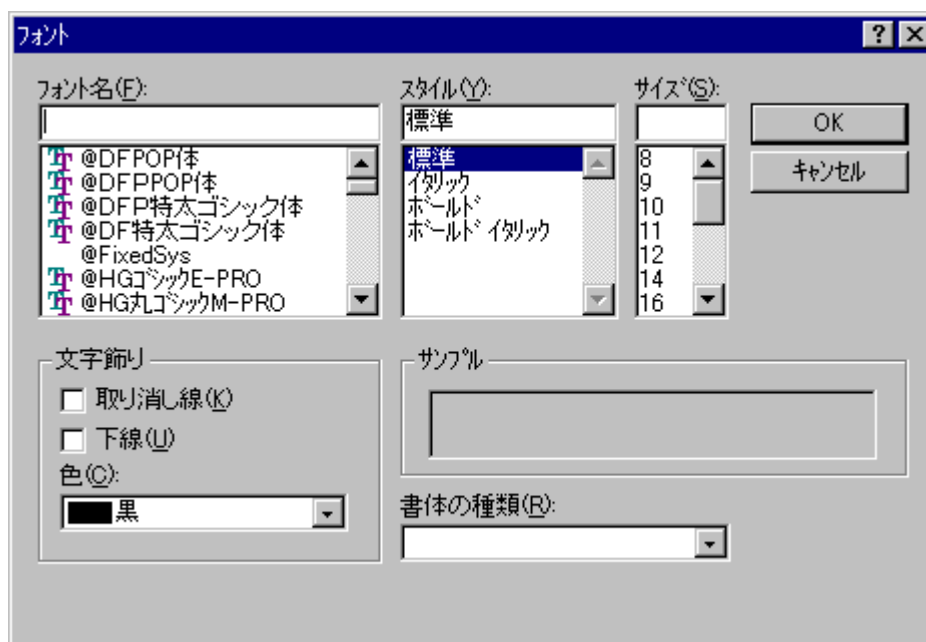 フォント
フォント名(F):
スタイル(Y):
サイズ(S):
標準
OK
キャンセル
@DFPOP体
@DFPPOP体
@DFP特太ゴシック体
@DF特太ゴシック体
@FixedSys
@HGゴシックE-PRO
@HG丸ゴシックM-PRO
標準
イタリック
ボールド
ボールド イタリック
8
9
10
11
12
14
16
文字飾り
取り消し線(K)
下線(U)
色(C):
黒
サンプル
書体の種類(R):